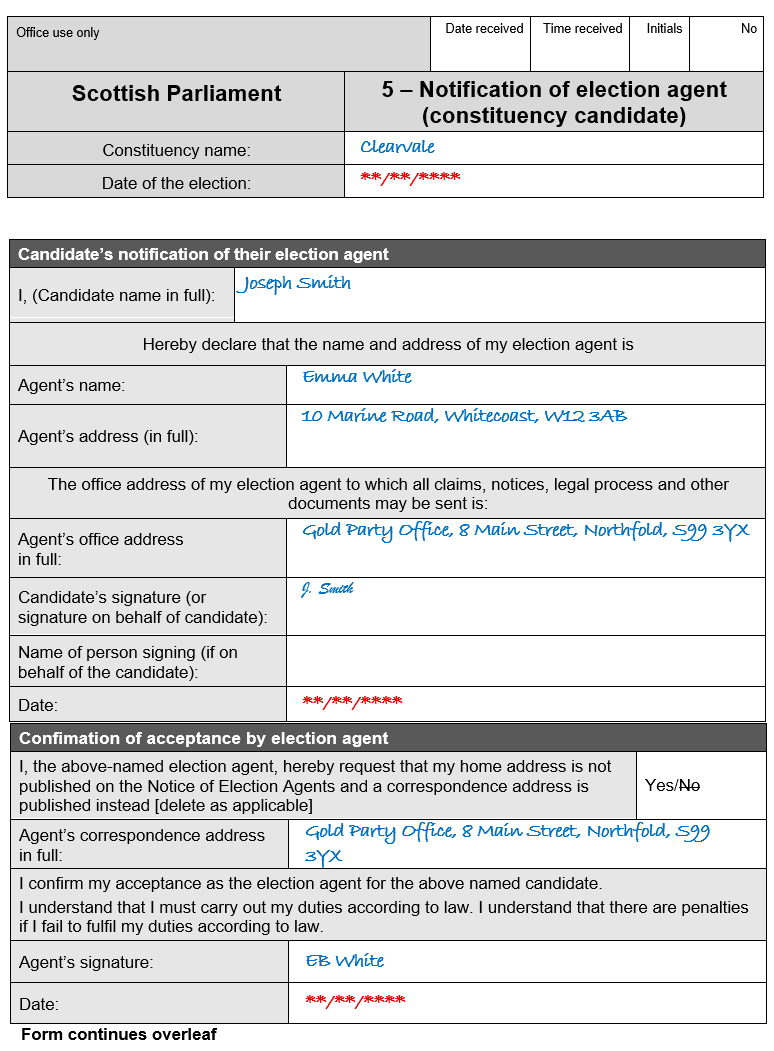 Office use only
Date received
Time received
Initials
No
Scottish Parliament
5 – Notification of election agent
(constituency candidate)
Constituency name:
Clearvale
Date of the election:
**/**/****
Candidate’s notification of their election agent
I, (Candidate name in full):
Joseph Smith
Hereby declare that the name and address of my election agent is
Agent’s name:
Emma White
Agent’s address (in full):
10 Marine Road, Whitecoast, W12 3AB
The office address of my election agent to which all claims, notices, legal process and other
documents may be sent is:
Agent’s office address
in full:
Gold Party Office, 8 Main Street, Northfold, S99 3YX
Candidate’s signature (or
signature on behalf of candidate):
J. Smith
Name of person signing (if on
behalf of the candidate):
Date:
**/**/****
Confimation of acceptance by election agent
I, the above-named election agent, hereby request that my home address is not
published on the Notice of Election Agents and a correspondence address is
published instead [delete as applicable]
Yes/No
Agent’s correspondence address
in full:
Gold Party Office, 8 Main Street, Northfold, S99
3YX
I confirm my acceptance as the election agent for the above named candidate.
I understand that I must carry out my duties according to law. I understand that there are penalties
if I fail to fulfil my duties according to law.
Agent’s signature:
EB White
Date:
**/**/****
Form continues overleaf